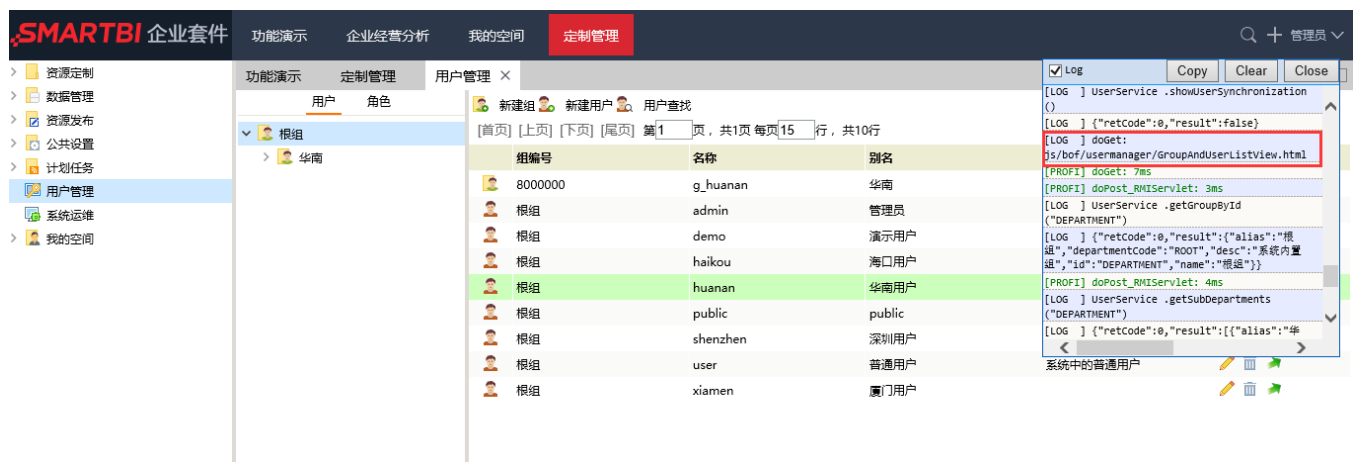 SMARTBI 企业套件 功能演示 企业经营分析 我的空间 定制管理 管理员
资源定制
数据管理
资源发布
公共设置
计划任务
用户管理
系统运维
我的空间
功能演示 定制管理 用户管理
用户 角色
根组
华南
新建组 新建用户 用户查找
[首页] [上页] [下页] [尾页] 第1 页，共1页 每页15 行，共10行
组编号 名称 别名
8000000 g_huanan 华南
根组 admin 管理员
根组 demo 演示用户
根组 haikou 海口用户
根组 huanan 华南用户
根组 public public
根组 shenzhen 深圳用户
根组 user 普通用户 系统中的普通用户
根组 xiamen 厦门用户
Log Copy Clear Close
[LOG ] UserService .showUserSynchronization
()
[LOG ] {"retCode":0,"result":false}
[LOG ] doGet:
js/bof/usermanager/GroupAndUserListView.html
[PROFI] doGet: 7ms
[PROFI] doPost_RMIServlet: 3ms
[LOG ] UserService .getGroupById
("DEPARTMENT")
[LOG ] {"retCode":0,"result":{"alias":"根
组","departmentCode":"ROOT","desc":"系统内置
组","id":"DEPARTMENT","name":"根组"}}
[PROFI] doPost_RMIServlet: 4ms
[LOG ] UserService .getSubDepartments
("DEPARTMENT")
[LOG ] {"retCode":0,"result":[{"alias":"华